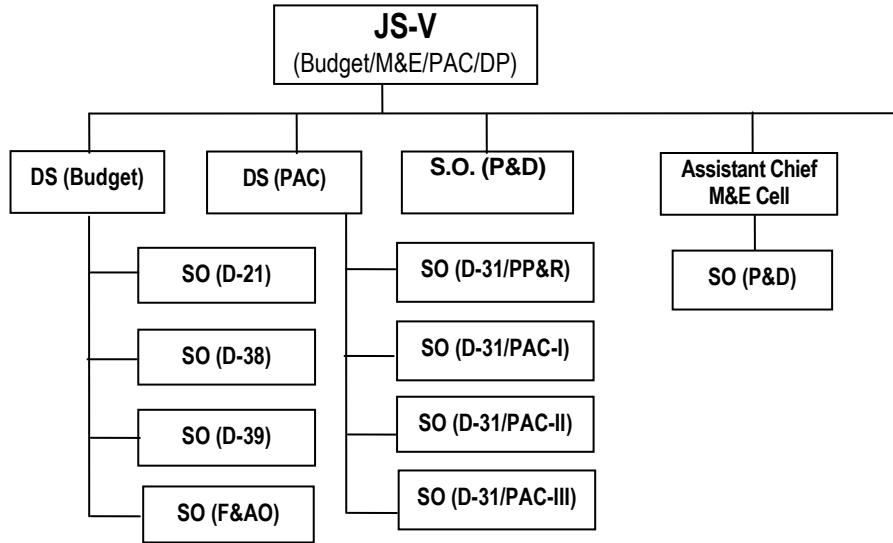 JS-V
(Budget/M&E/PAC/DP)
DS (Budget)
DS (PAC)
S.O. (P&D)
Assistant Chief
M&E Cell
SO (D-21)
SO (D-38)
SO (D-39)
SO (F&AO)
SO (D-31/PP&R)
SO (D-31/PAC-I)
SO (D-31/PAC-II)
SO (D-31/PAC-III)
SO (P&D)